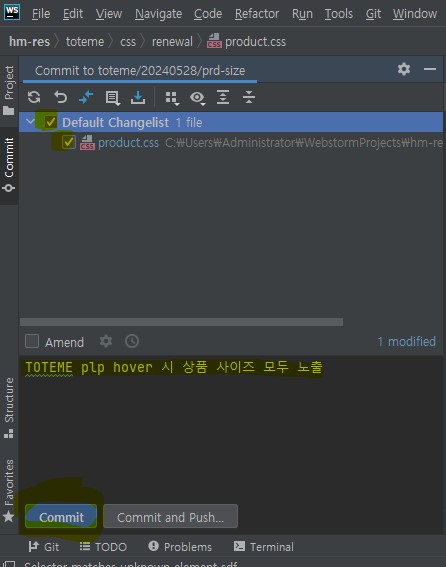 WS File Edit View Navigate Code Refactor Run Tools Git Window
hm-res toteme css renewal product.css
Commit to toteme/20240528/prd-size
Project
Default Changelist 1 file
CSS product.css C:₩Users₩Administrator₩WebstormProjects₩hm-re
Commit
Amend 1 modified
TOTEME plp hover 시 상품 사이즈 모두 노출
Structure
Favorites
Commit Commit and Push...
Git TODO Problems Terminal
Selector matches unknown element sdf